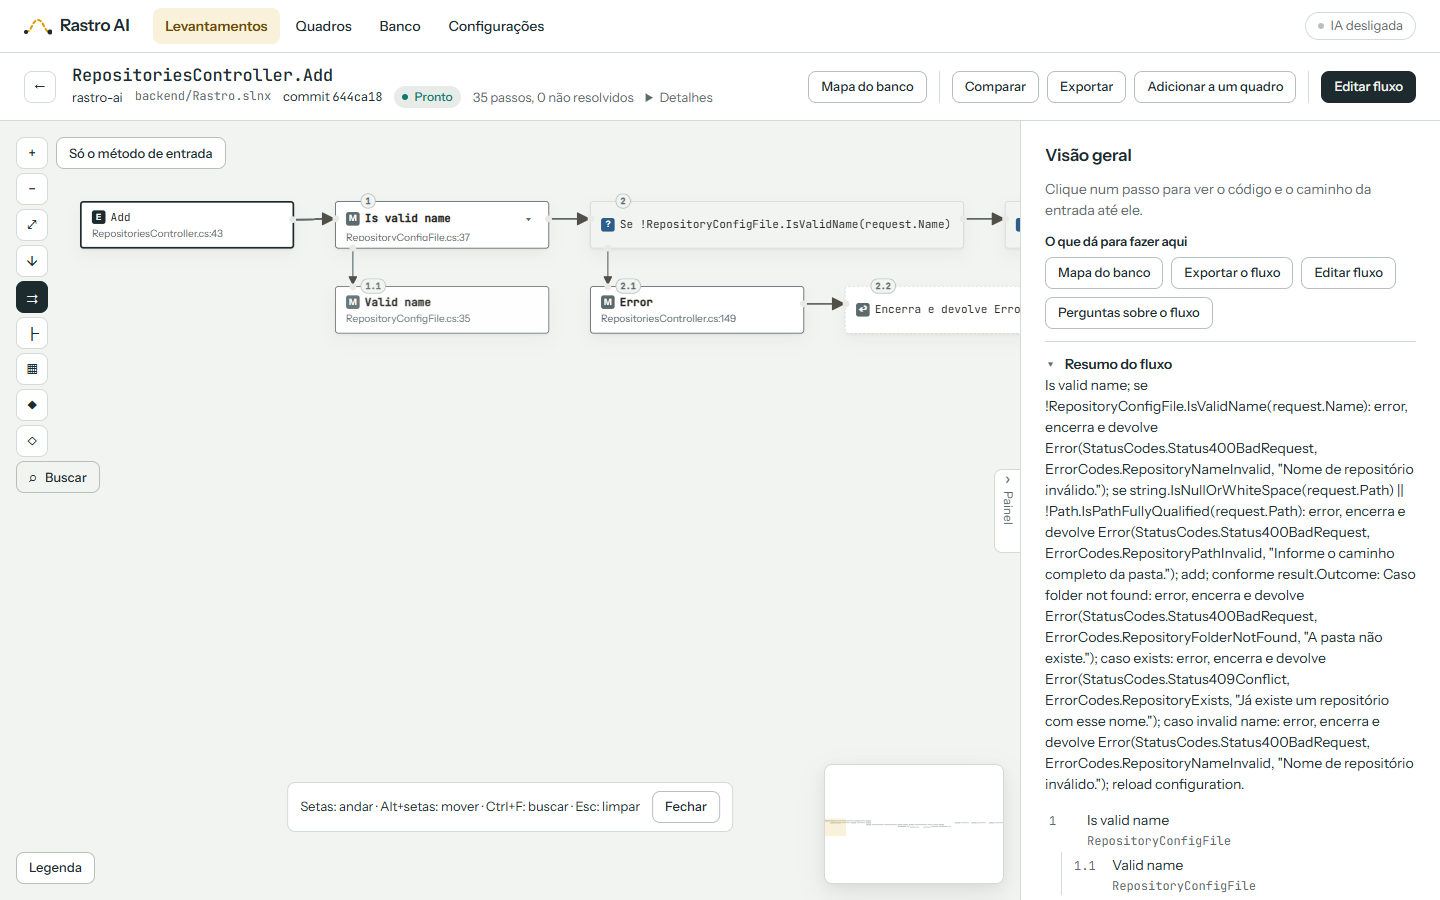 Rastro AI
Levantamentos
Quadros
Banco
Configurações
IA desligada
←
RepositoriesController.Add
rastro-ai
backend/Rastro.slnx
commit 644ca18
Pronto
35 passos, 0 não resolvidos
Detalhes
Mapa do banco
Comparar
Exportar
Adicionar a um quadro
Editar fluxo
+
Só o método de entrada
−
Buscar
E Add
RepositoriesController.cs:43
1
M Is valid name
RepositoryConfigFile.cs:37
2
? Se !RepositoryConfigFile.IsValidName(request.Name)
1.1
M Valid name
RepositoryConfigFile.cs:35
2.1
M Error
RepositoriesController.cs:149
2.2
Encerra e devolve Erro
Painel
Setas: andar · Alt+setas: mover · Ctrl+F: buscar · Esc: limpar
Fechar
Legenda
Visão geral
Clique num passo para ver o código e o caminho da
entrada até ele.
O que dá para fazer aqui
Mapa do banco
Exportar o fluxo
Editar fluxo
Perguntas sobre o fluxo
Resumo do fluxo
Is valid name; se
!RepositoryConfigFile.IsValidName(request.Name): error,
encerra e devolve
Error(StatusCodes.Status400BadRequest,
ErrorCodes.RepositoryNameInvalid, "Nome de repositório
inválido."); se string.IsNullOrWhiteSpace(request.Path) ||
!Path.IsPathFullyQualified(request.Path): error, encerra e
devolve Error(StatusCodes.Status400BadRequest,
ErrorCodes.RepositoryPathInvalid, "Informe o caminho
completo da pasta."); add; conforme result.Outcome: Caso
folder not found: error, encerra e devolve
Error(StatusCodes.Status400BadRequest,
ErrorCodes.RepositoryFolderNotFound, "A pasta não
existe."); caso exists: error, encerra e devolve
Error(StatusCodes.Status409Conflict,
ErrorCodes.RepositoryExists, "Já existe um repositório
com esse nome."); caso invalid name: error, encerra e
devolve Error(StatusCodes.Status400BadRequest,
ErrorCodes.RepositoryNameInvalid, "Nome de repositório
inválido."); reload configuration.
1 Is valid name
RepositoryConfigFile
1.1 Valid name
RepositoryConfigFile